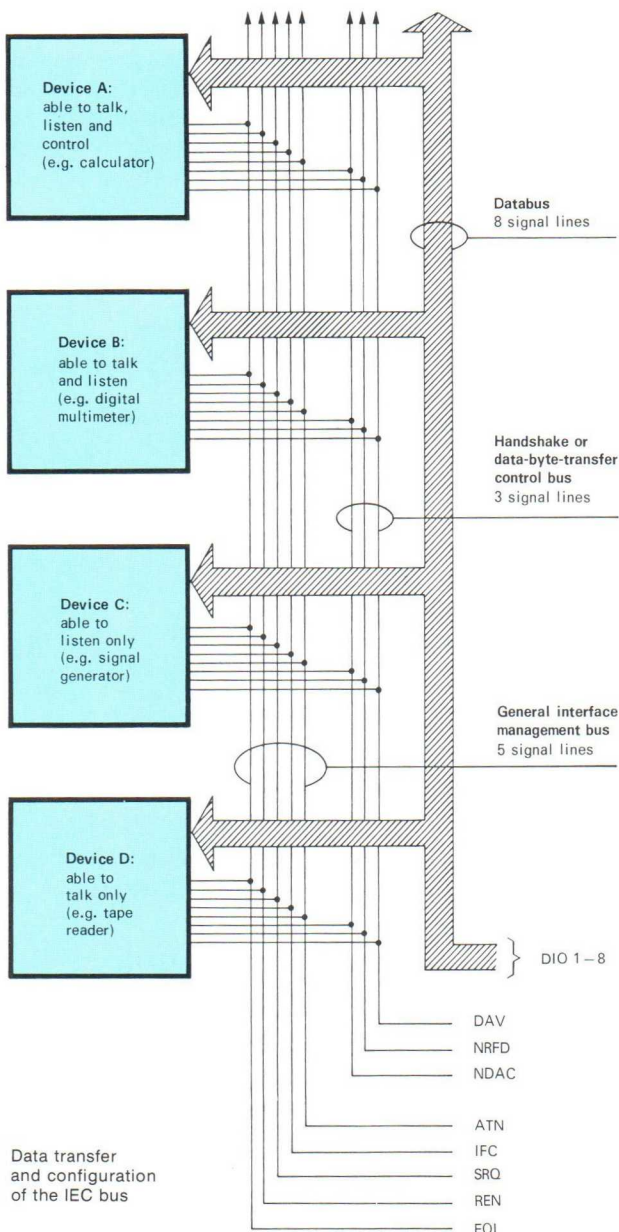 Device A:
able to talk,
listen and
control
(e.g. calculator)
Databus
8 signal lines
Device B:
able to talk
and listen
(e.g. digital
multimeter)
Handshake or
data-byte-transfer
control bus
3 signal lines
Device C:
able to
listen only
(e.g. signal
generator)
General interface
management bus
5 signal lines
Device D:
able to
talk only
(e.g. tape
reader)
DIO 1–8
DAV
NRFD
NDAC
ATN
IFC
SRQ
REN
EOI
Data transfer
and configuration
of the IEC bus